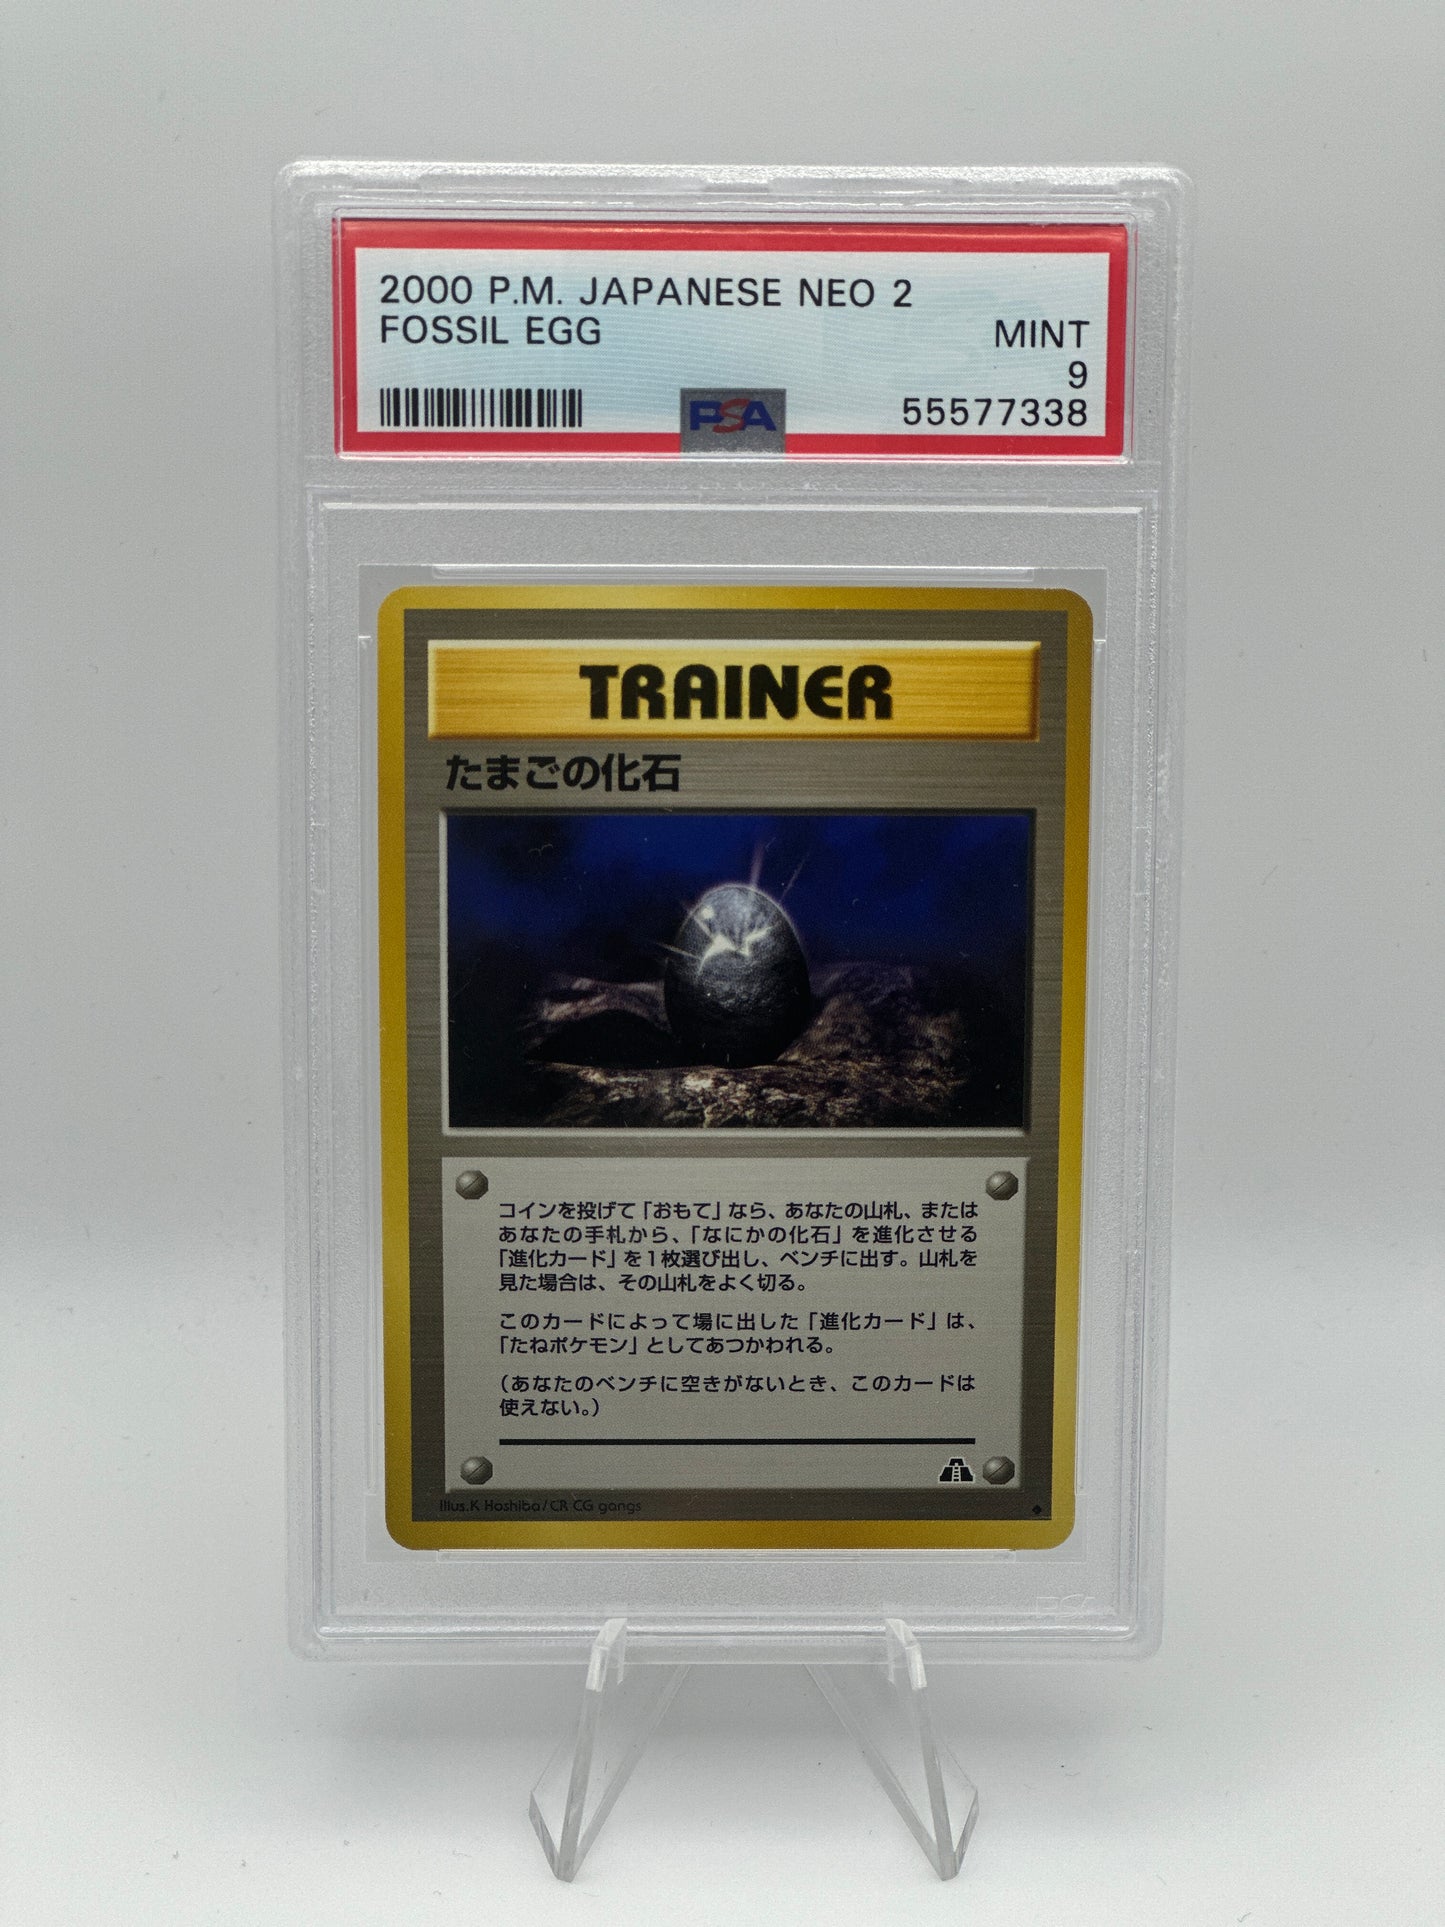 2000 P.M. JAPANESE NEO 2
FOSSIL EGG
MINT
9
55577338
PSA
TRAINER
たまごの化石
コインを投げて「おもて」なら、あなたの山札、または
あなたの手札から、「なにかの化石」を進化させる
「進化カード」を1枚選び出し、ベンチに出す。山札を
見た場合は、その山札をよく切る。
このカードによって場に出した「進化カード」は、
「たねポケモン」としてあつかわれる。
（あなたのベンチに空きがないとき、このカードは
使えない。）
Illus.K Hoshiba/CR CG gangs
PSA